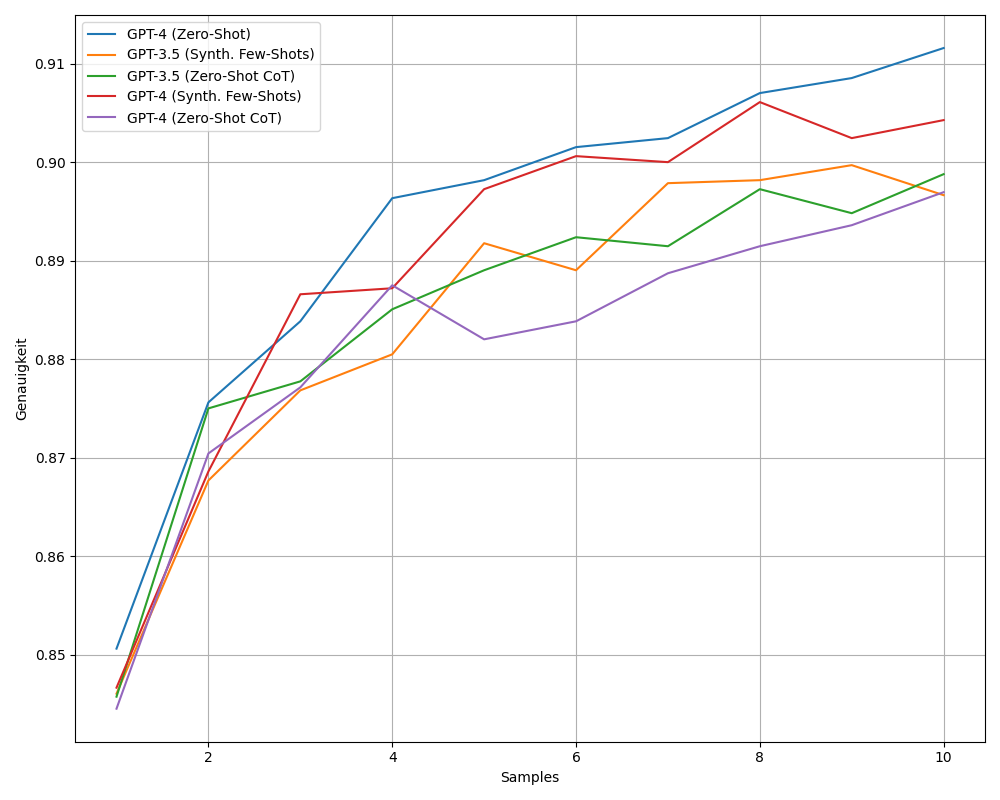 GPT-4 (Zero-Shot)
GPT-3.5 (Synth. Few-Shots)
GPT-3.5 (Zero-Shot CoT)
GPT-4 (Synth. Few-Shots)
GPT-4 (Zero-Shot CoT)
0.91
0.90
0.89
0.88
0.87
0.86
0.85
Genauigkeit
2 4 6 8 10
Samples